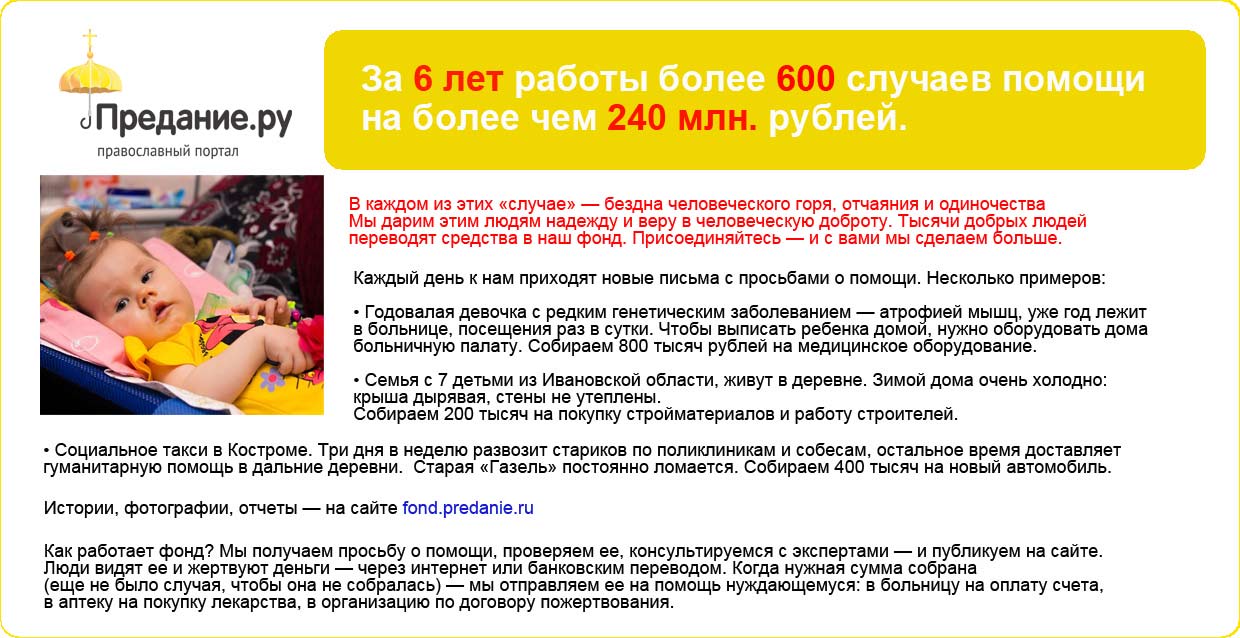 Предание.ру
православный портал
За 6 лет работы более 600 случаев помощи
на более чем 240 млн. рублей.
В каждом из этих «случае» — бездна человеческого горя, отчаяния и одиночества
Мы дарим этим людям надежду и веру в человеческую доброту. Тысячи добрых людей
переводят средства в наш фонд. Присоединяйтесь — и с вами мы сделаем больше.
Каждый день к нам приходят новые письма с просьбами о помощи. Несколько примеров:
• Годовалая девочка с редким генетическим заболеванием — атрофией мышц, уже год лежит
в больнице, посещения раз в сутки. Чтобы выписать ребенка домой, нужно оборудовать дома
больничную палату. Собираем 800 тысяч рублей на медицинское оборудование.
• Семья с 7 детьми из Ивановской области, живут в деревне. Зимой дома очень холодно:
крыша дырявая, стены не утеплены.
Собираем 200 тысяч на покупку стройматериалов и работу строителей.
• Социальное такси в Костроме. Три дня в неделю развозит стариков по поликлиникам и собесам, остальное время доставляет
гуманитарную помощь в дальние деревни. Старая «Газель» постоянно ломается. Собираем 400 тысяч на новый автомобиль.
Истории, фотографии, отчеты — на сайте fond.predanie.ru
Как работает фонд? Мы получаем просьбу о помощи, проверяем ее, консультируемся с экспертами — и публикуем на сайте.
Люди видят ее и жертвуют деньги — через интернет или банковским переводом. Когда нужная сумма собрана
(еще не было случая, чтобы она не собралась) — мы отправляем ее на помощь нуждающемуся: в больницу на оплату счета,
в аптеку на покупку лекарства, в организацию по договору пожертвования.